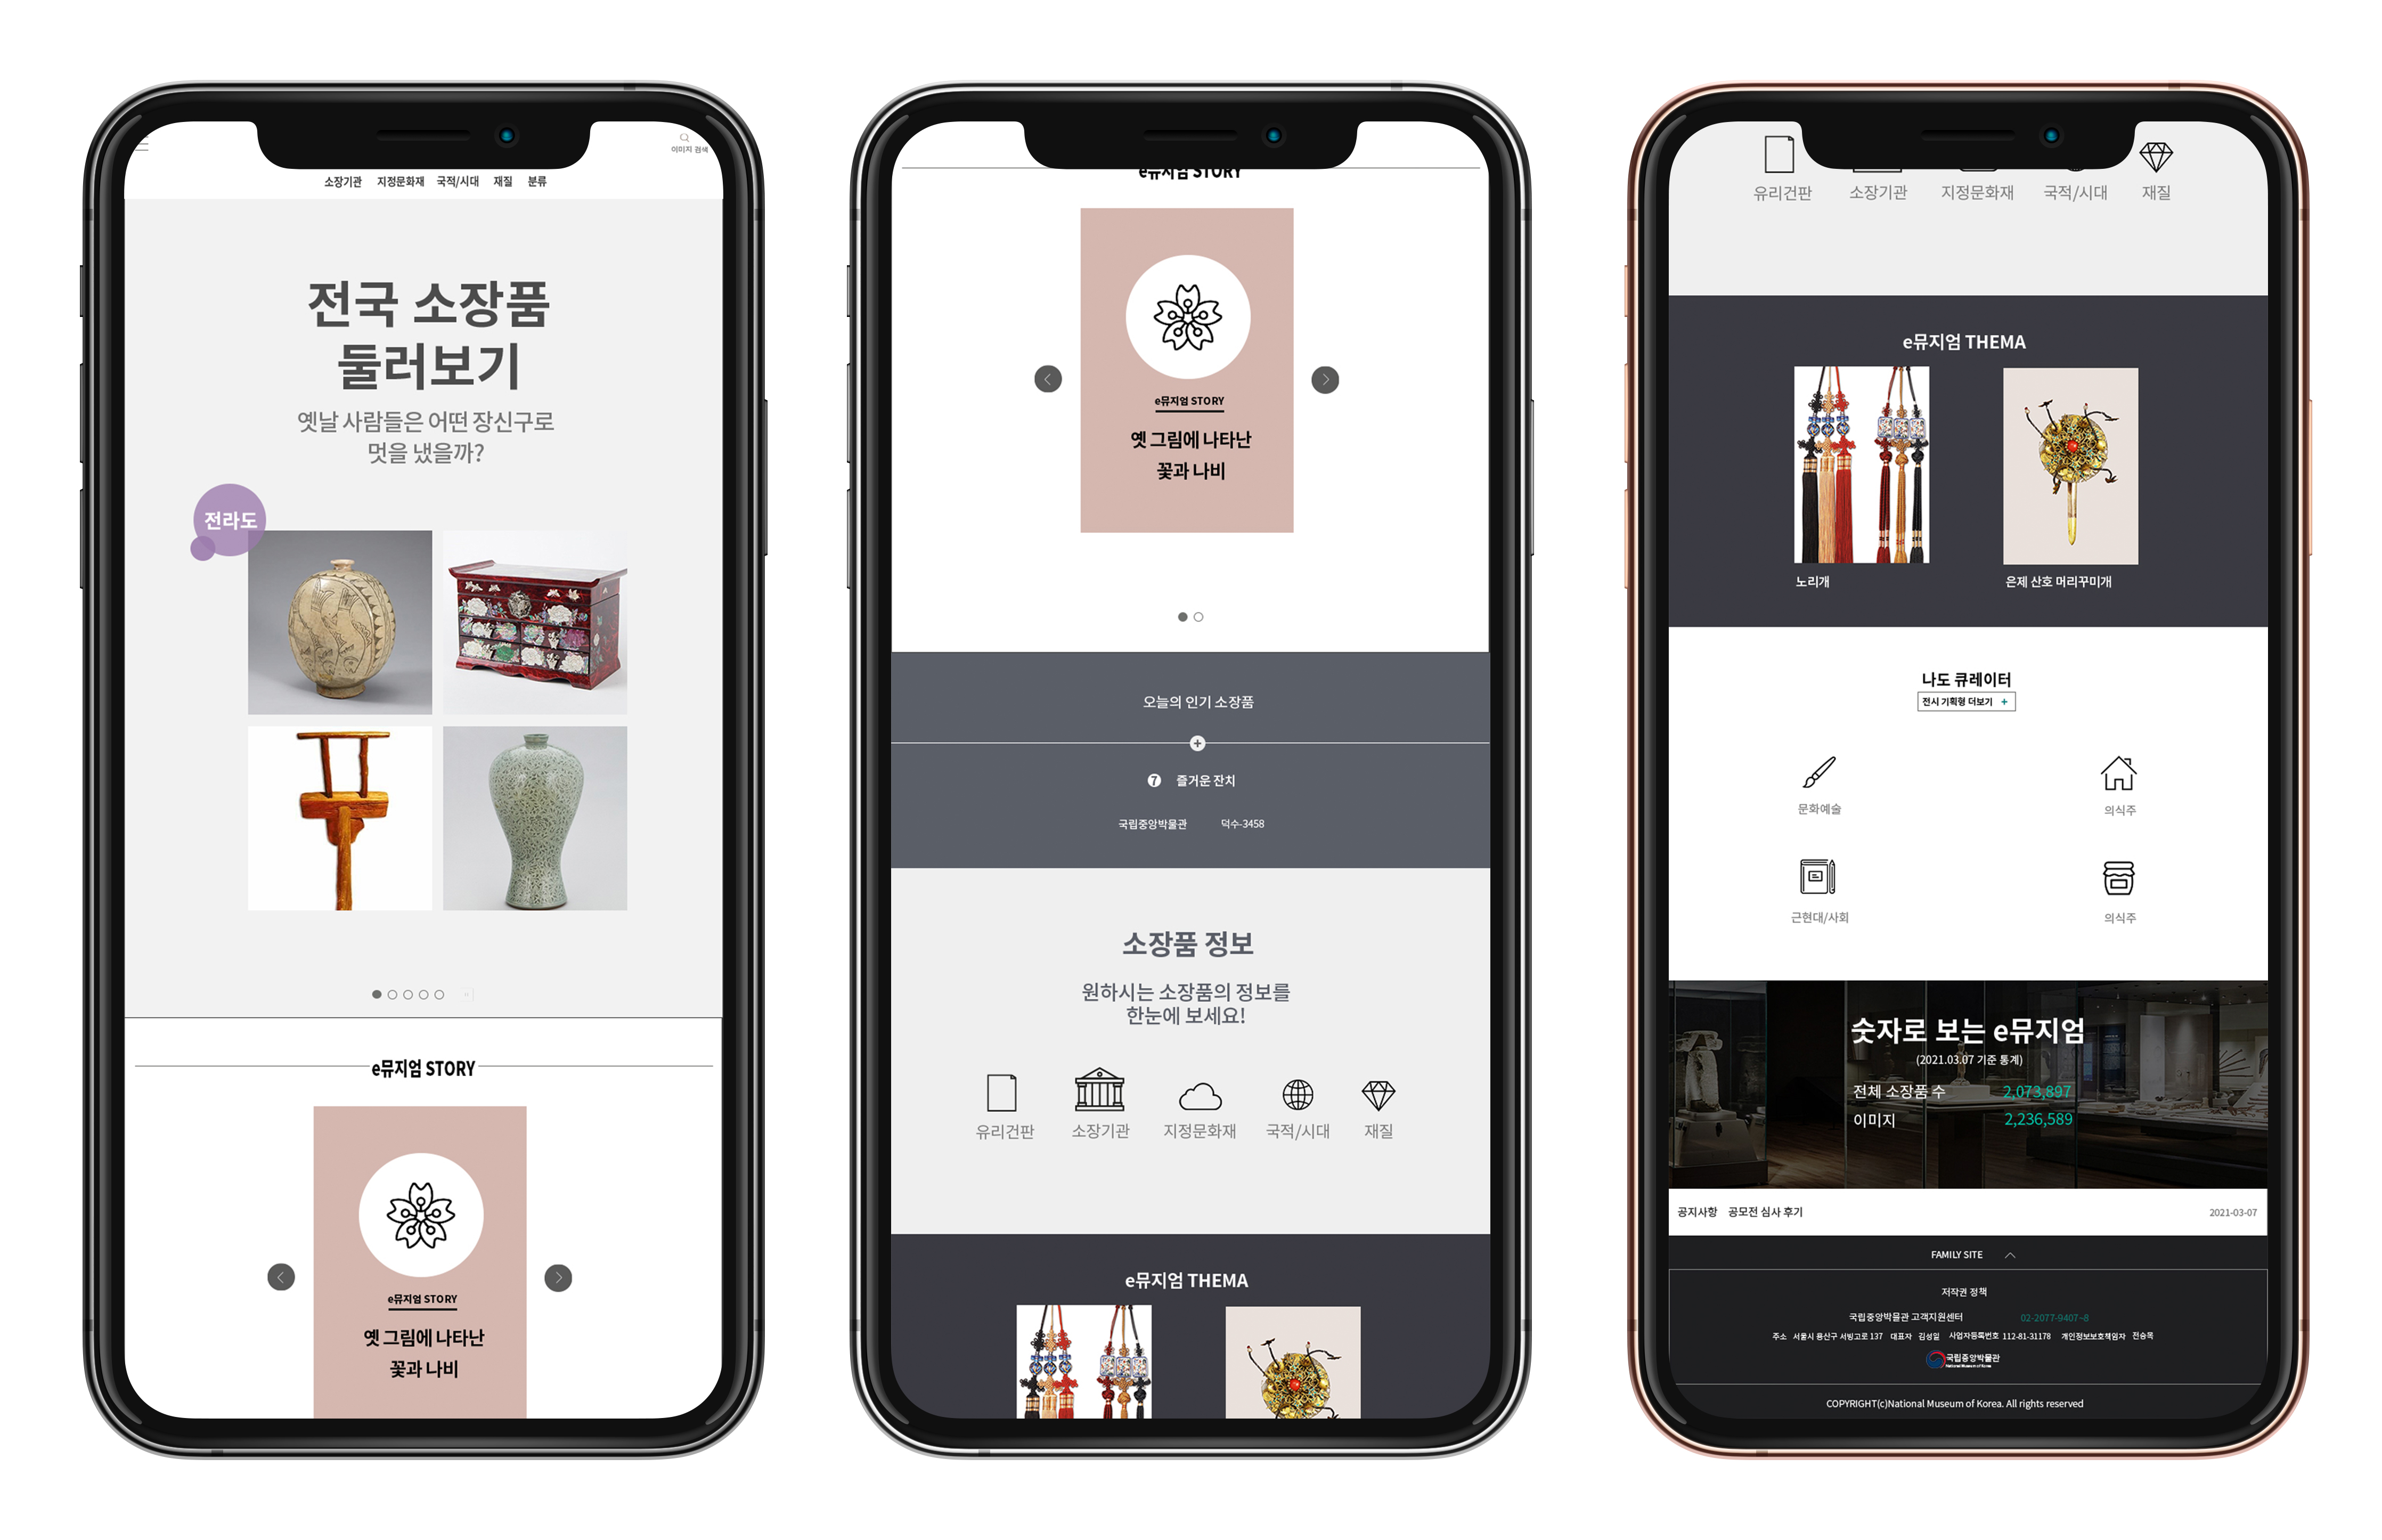 이미지 검색
소장기관 지정문화재 국적/시대 재질 분류
전국 소장품
둘러보기
옛날 사람들은 어떤 장신구로
멋을 냈을까?
전라도
e뮤지엄 STORY
e뮤지엄 STORY
옛 그림에 나타난
꽃과 나비
e뮤지엄 STORY
e뮤지엄 STORY
옛 그림에 나타난
꽃과 나비
오늘의 인기 소장품
7 즐거운 잔치
국립중앙박물관 덕수-3458
소장품 정보
원하시는 소장품의 정보를
한눈에 보세요!
유리건판 소장기관 지정문화재 국적/시대 재질
e뮤지엄 THEMA
유리건판 소장기관 지정문화재 국적/시대 재질
e뮤지엄 THEMA
노리개 은제 산호 머리꾸미개
나도 큐레이터
전시 기획형 더보기 +
문화예술 의식주
근현대/사회 의식주
숫자로 보는 e뮤지엄
(2021.03.07 기준 통계)
전체 소장품 수 2,073,897
이미지 2,236,589
공지사항 공모전 심사 후기 2021-03-07
FAMILY SITE
저작권 정책
국립중앙박물관 고객지원센터 02-2077-9407~8
주소 서울시 용산구 서빙고로 137 대표자 김성일 사업자등록번호 112-81-31178 개인정보보호책임자 전승목
국립중앙박물관
National Museum of Korea
COPYRIGHT(c)National Museum of Korea. All rights reserved